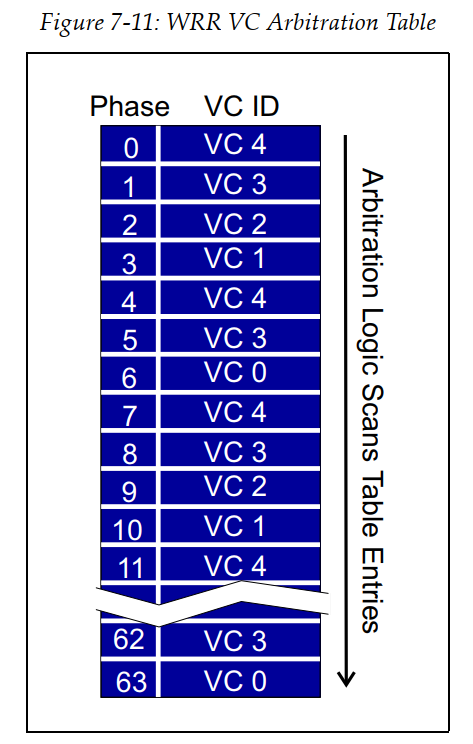 Figure 7-11: WRR VC Arbitration Table
Phase VC ID
0 VC 4
1 VC 3
2 VC 2
3 VC 1
4 VC 4
5 VC 3
6 VC 0
7 VC 4
8 VC 3
9 VC 2
10 VC 1
11 VC 4
62 VC 3
63 VC 0
Arbitration Logic Scans Table Entries